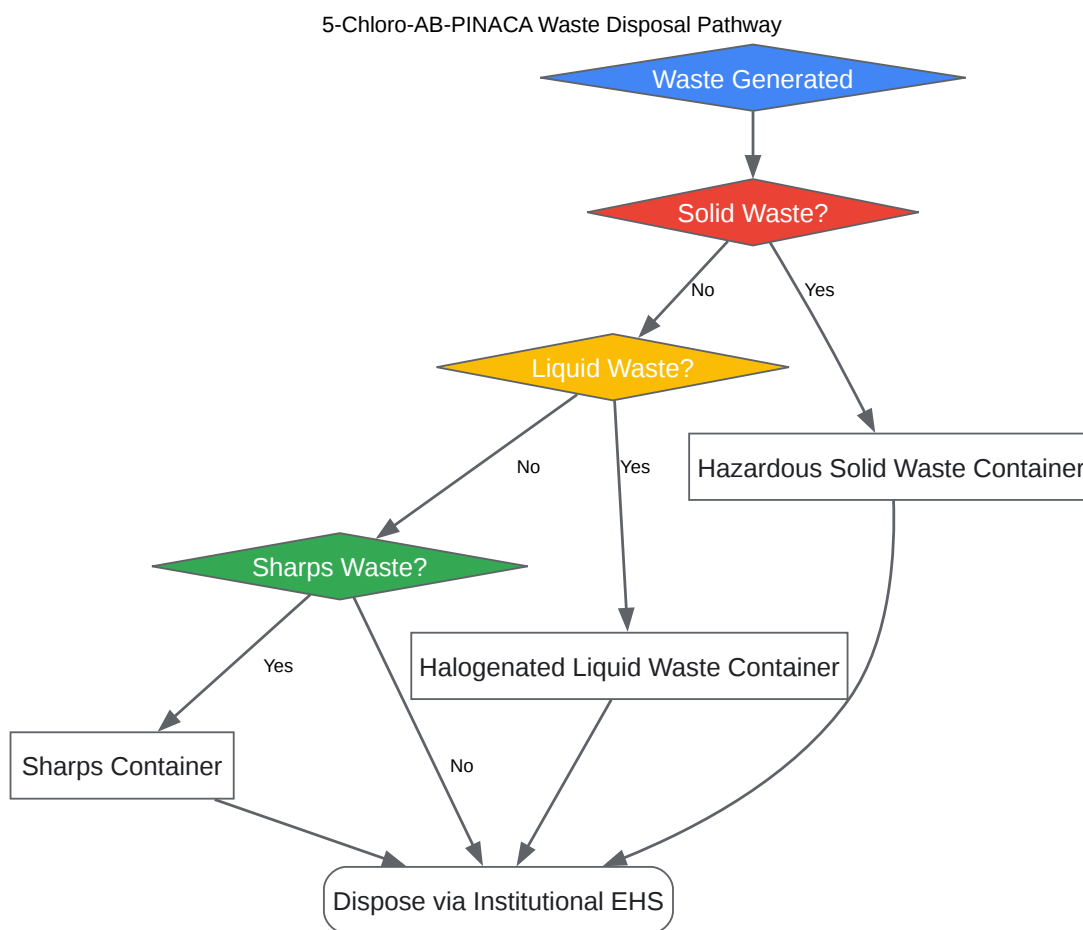 5-Chloro-AB-PINACA Waste Disposal Pathway
Waste Generated
Solid Waste?
No
Yes
Liquid Waste?
Hazardous Solid Waste Container
No
Yes
Sharps Waste?
Yes
Halogenated Liquid Waste Container
Sharps Container
No
Dispose via Institutional EHS